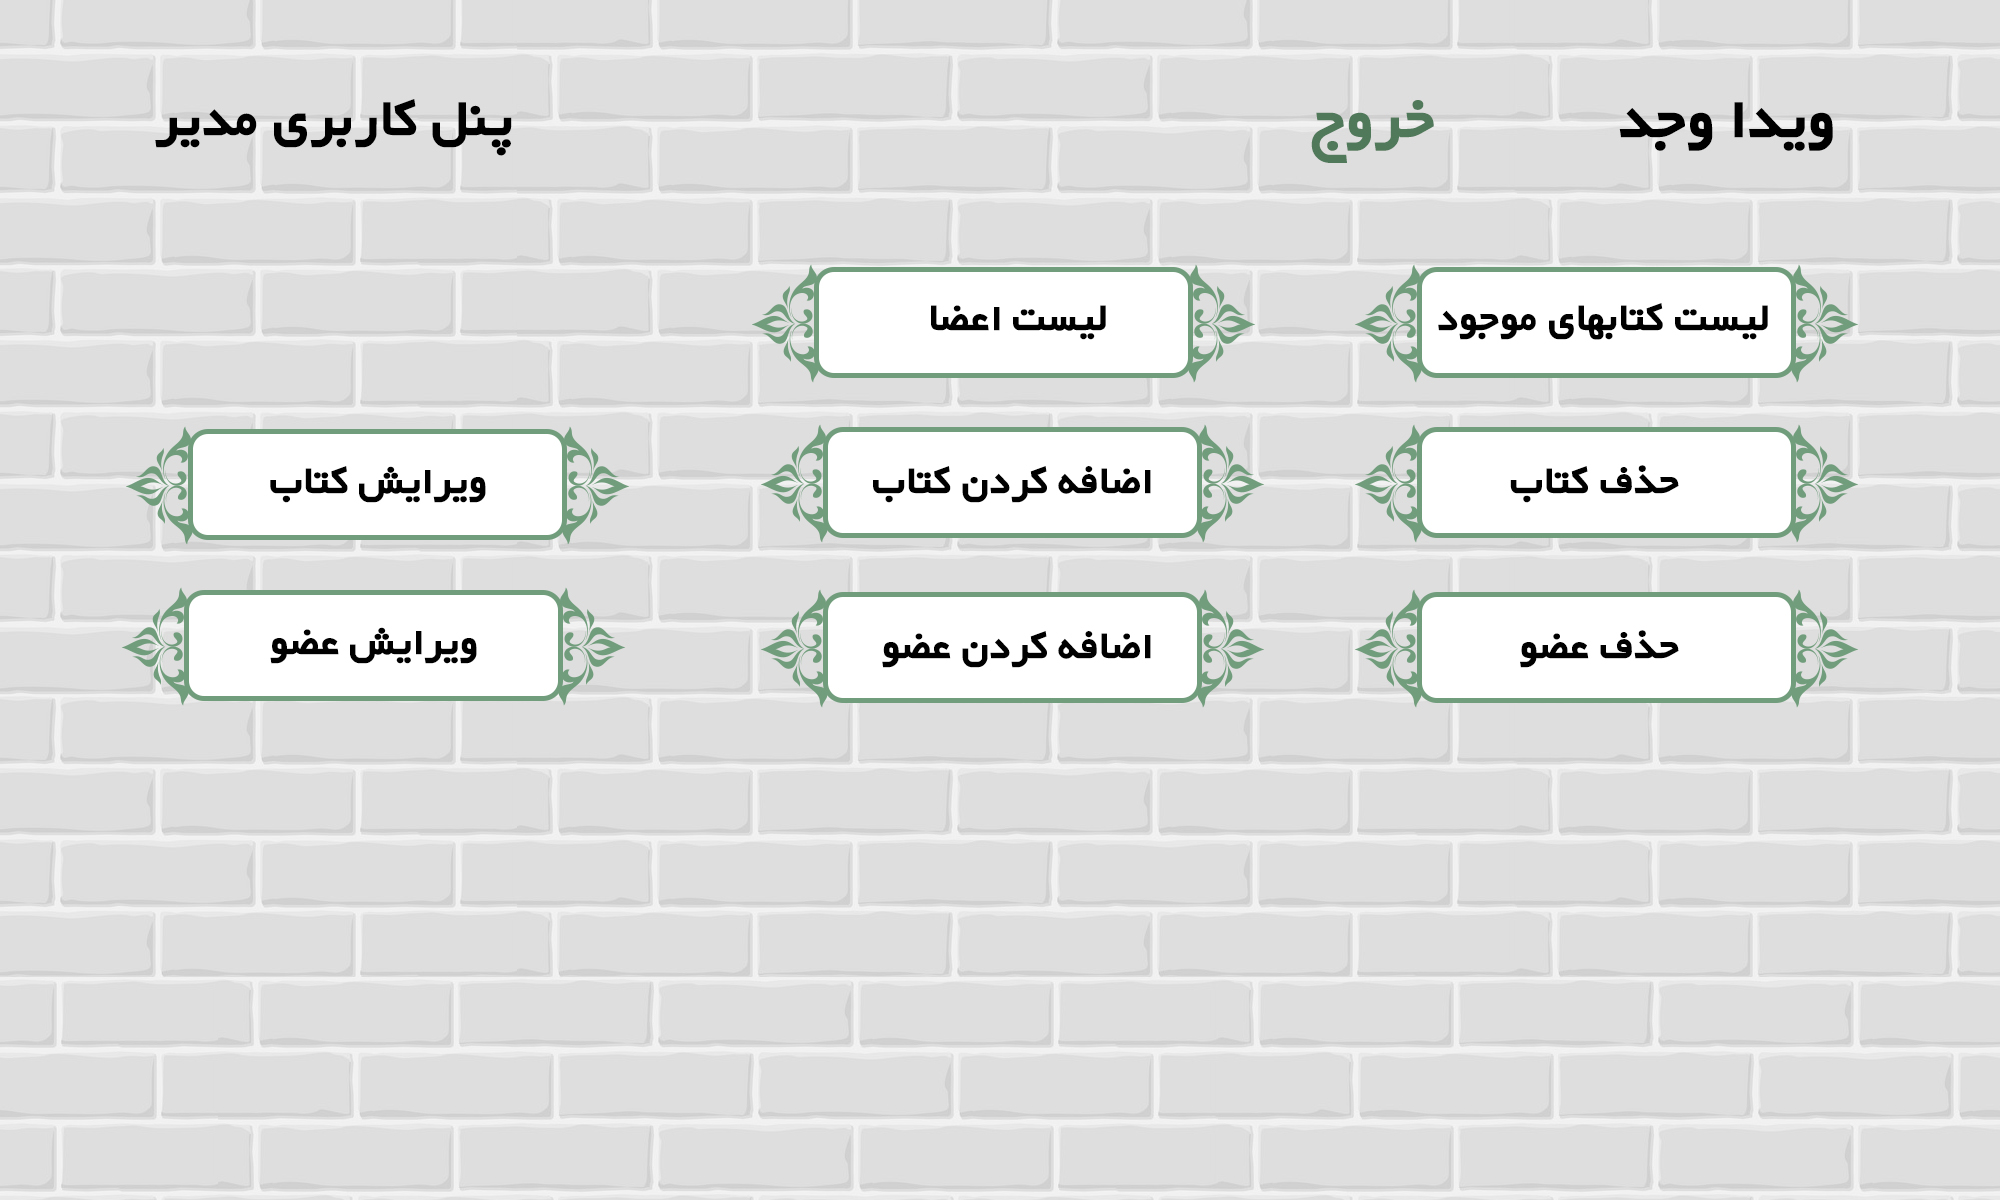 ویدا وجد
خروج
پنل کاربری مدیر
لیست کتابهای موجود
لیست اعضا
حذف کتاب
اضافه کردن کتاب
ویرایش کتاب
حذف عضو
اضافه کردن عضو
ویرایش عضو